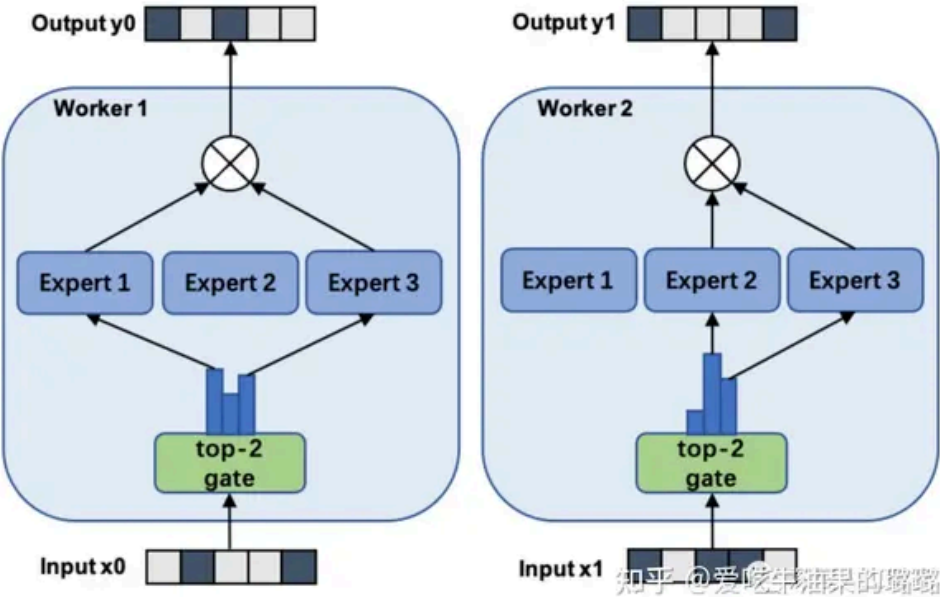 Output y0
Output y1
Worker 1
Worker 2
Expert 1
Expert 2
Expert 3
Expert 1
Expert 2
Expert 3
top-2
gate
top-2
gate
Input x0
Input x1
知乎 @爱吃牛油果的璐璐